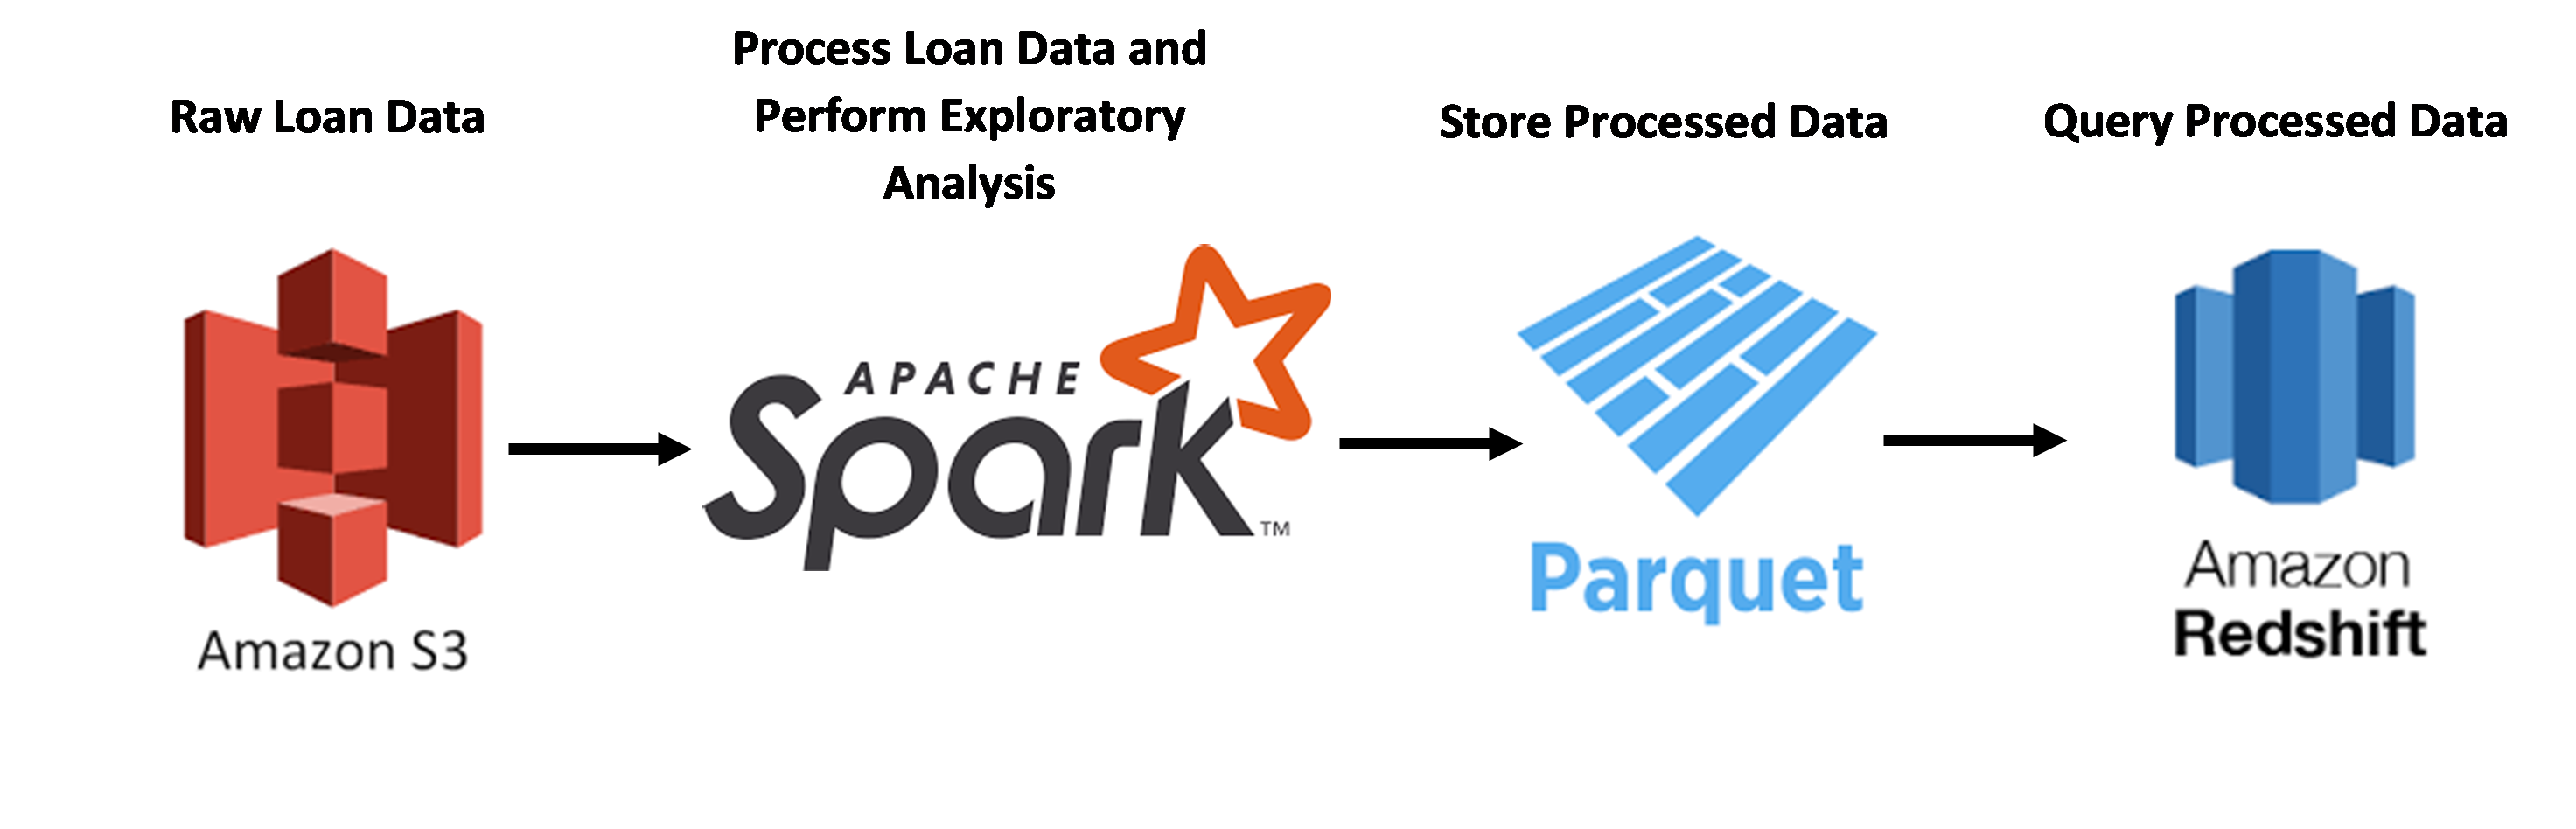 Raw Loan Data
Process Loan Data and
Perform Exploratory
Analysis
Store Processed Data
Query Processed Data
Amazon S3
APACHE
Spark™
Parquet
Amazon
Redshift